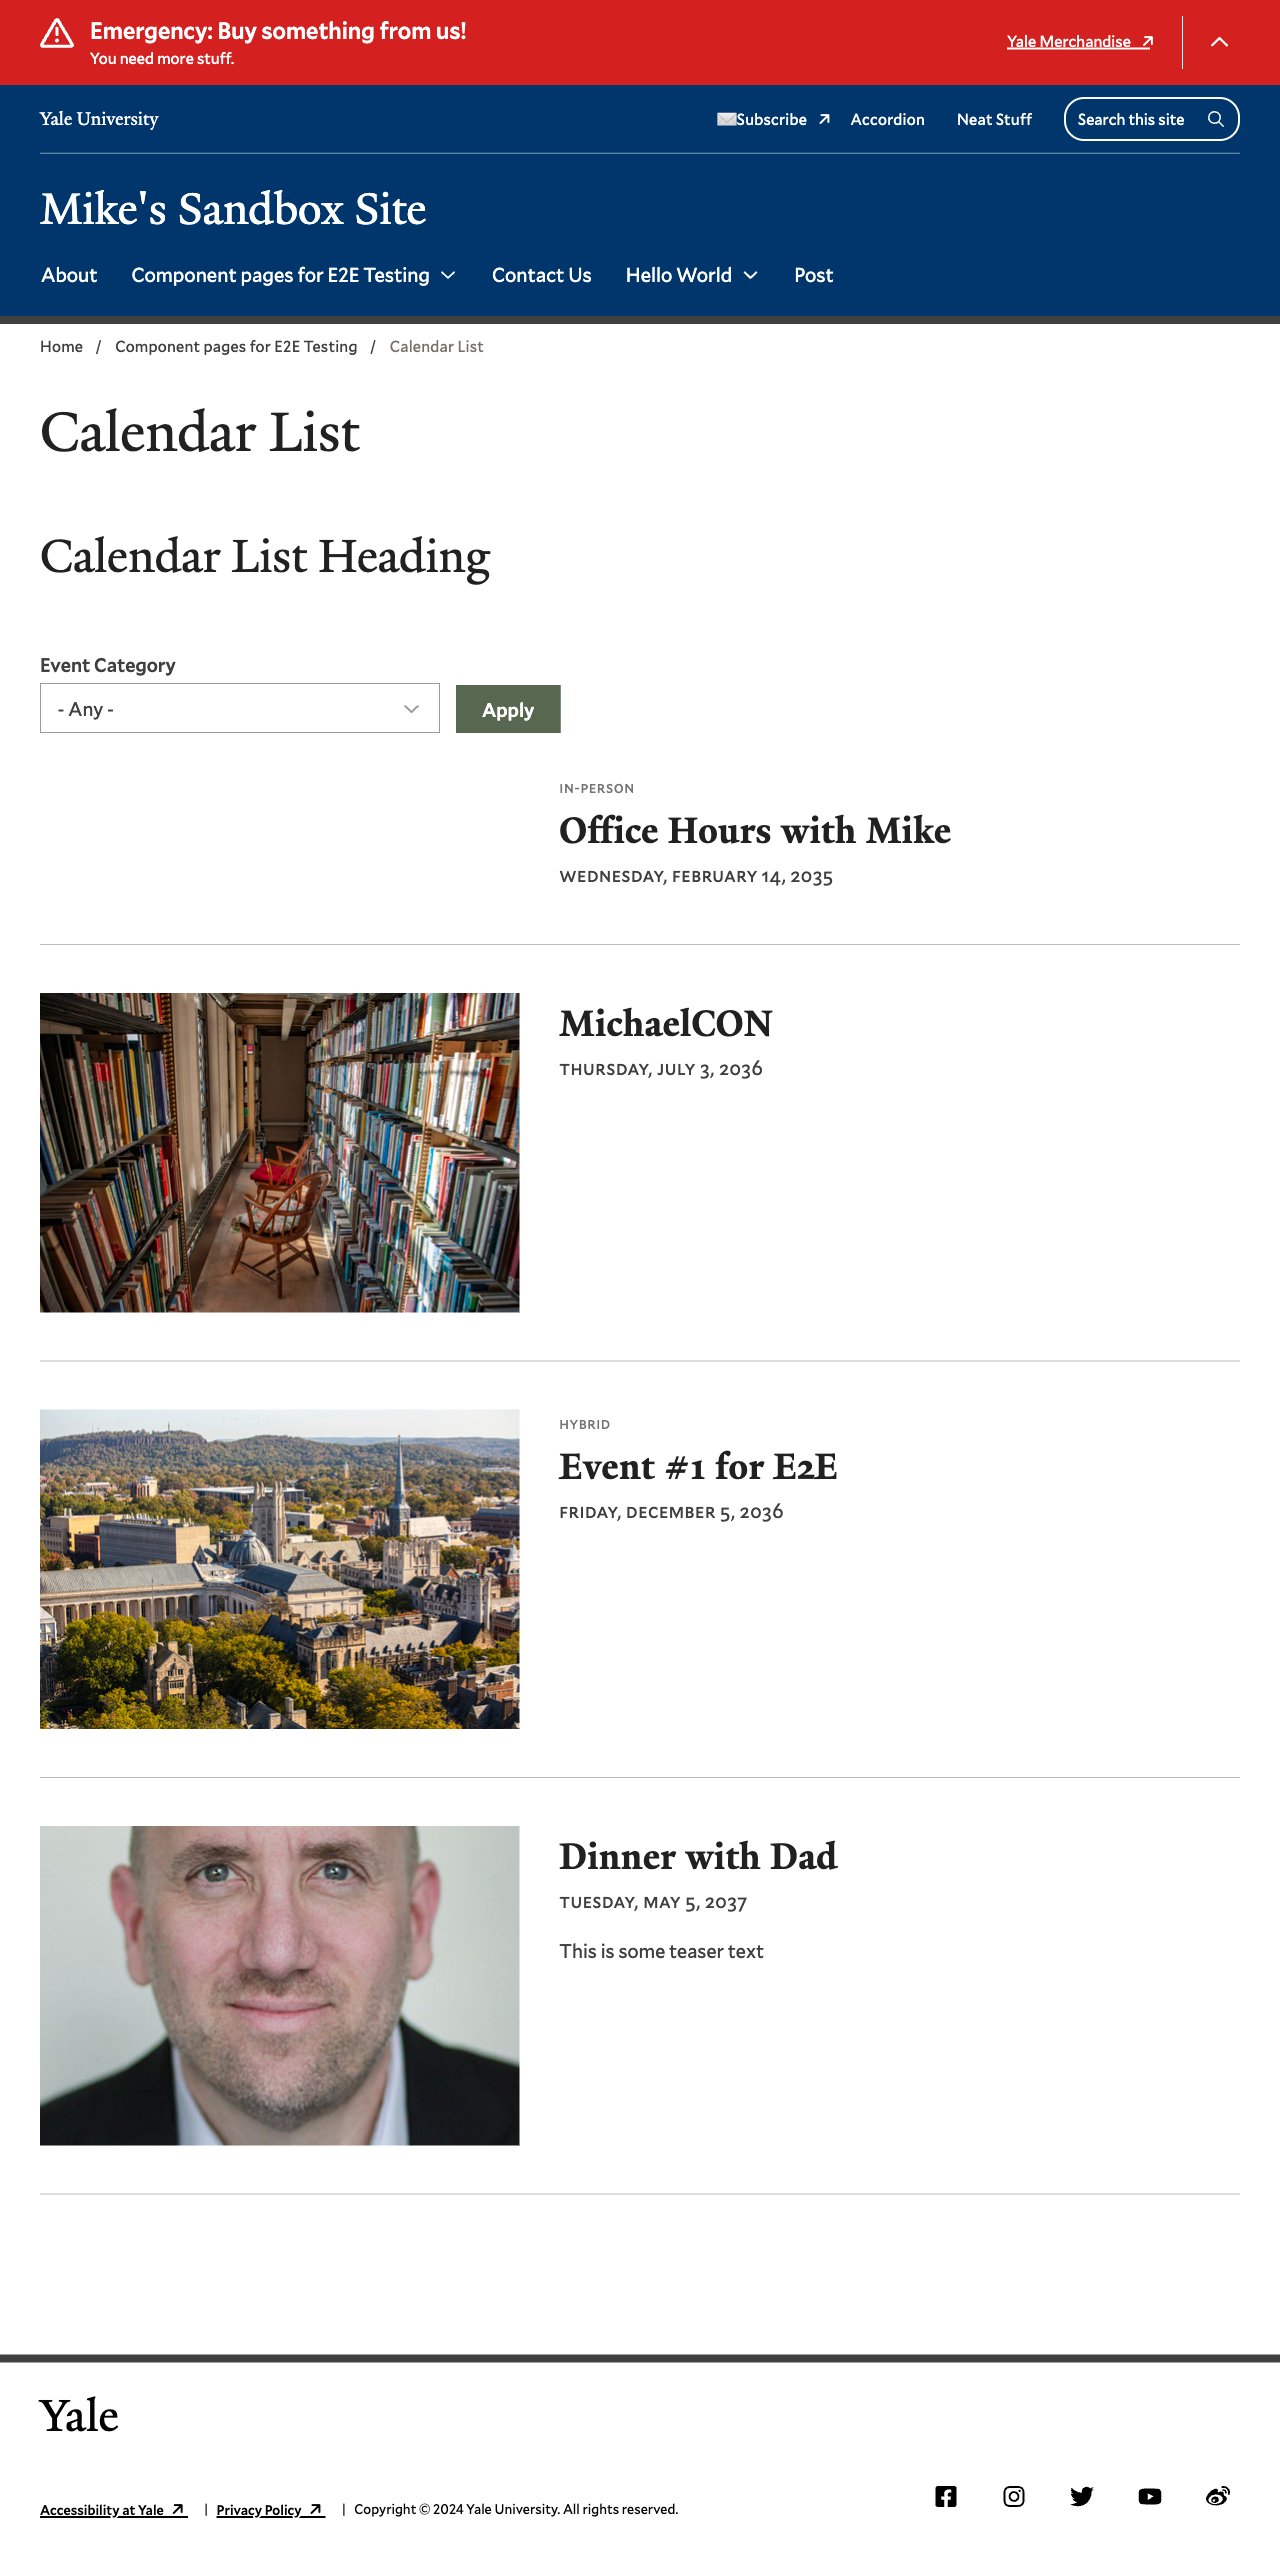 Emergency: Buy something from us!
You need more stuff.
Yale Merchandise
Yale University
Subscribe
Accordion
Neat Stuff
Search this site
Mike's Sandbox Site
About
Component pages for E2E Testing
Contact Us
Hello World
Post
Home / Component pages for E2E Testing / Calendar List
Calendar List
Calendar List Heading
Event Category
- Any -
Apply
IN-PERSON
Office Hours with Mike
WEDNESDAY, FEBRUARY 14, 2035
MichaelCON
THURSDAY, JULY 3, 2036
HYBRID
Event #1 for E2E
FRIDAY, DECEMBER 5, 2036
Dinner with Dad
TUESDAY, MAY 5, 2037
This is some teaser text
Yale
Accessibility at Yale | Privacy Policy | Copyright © 2024 Yale University. All rights reserved.